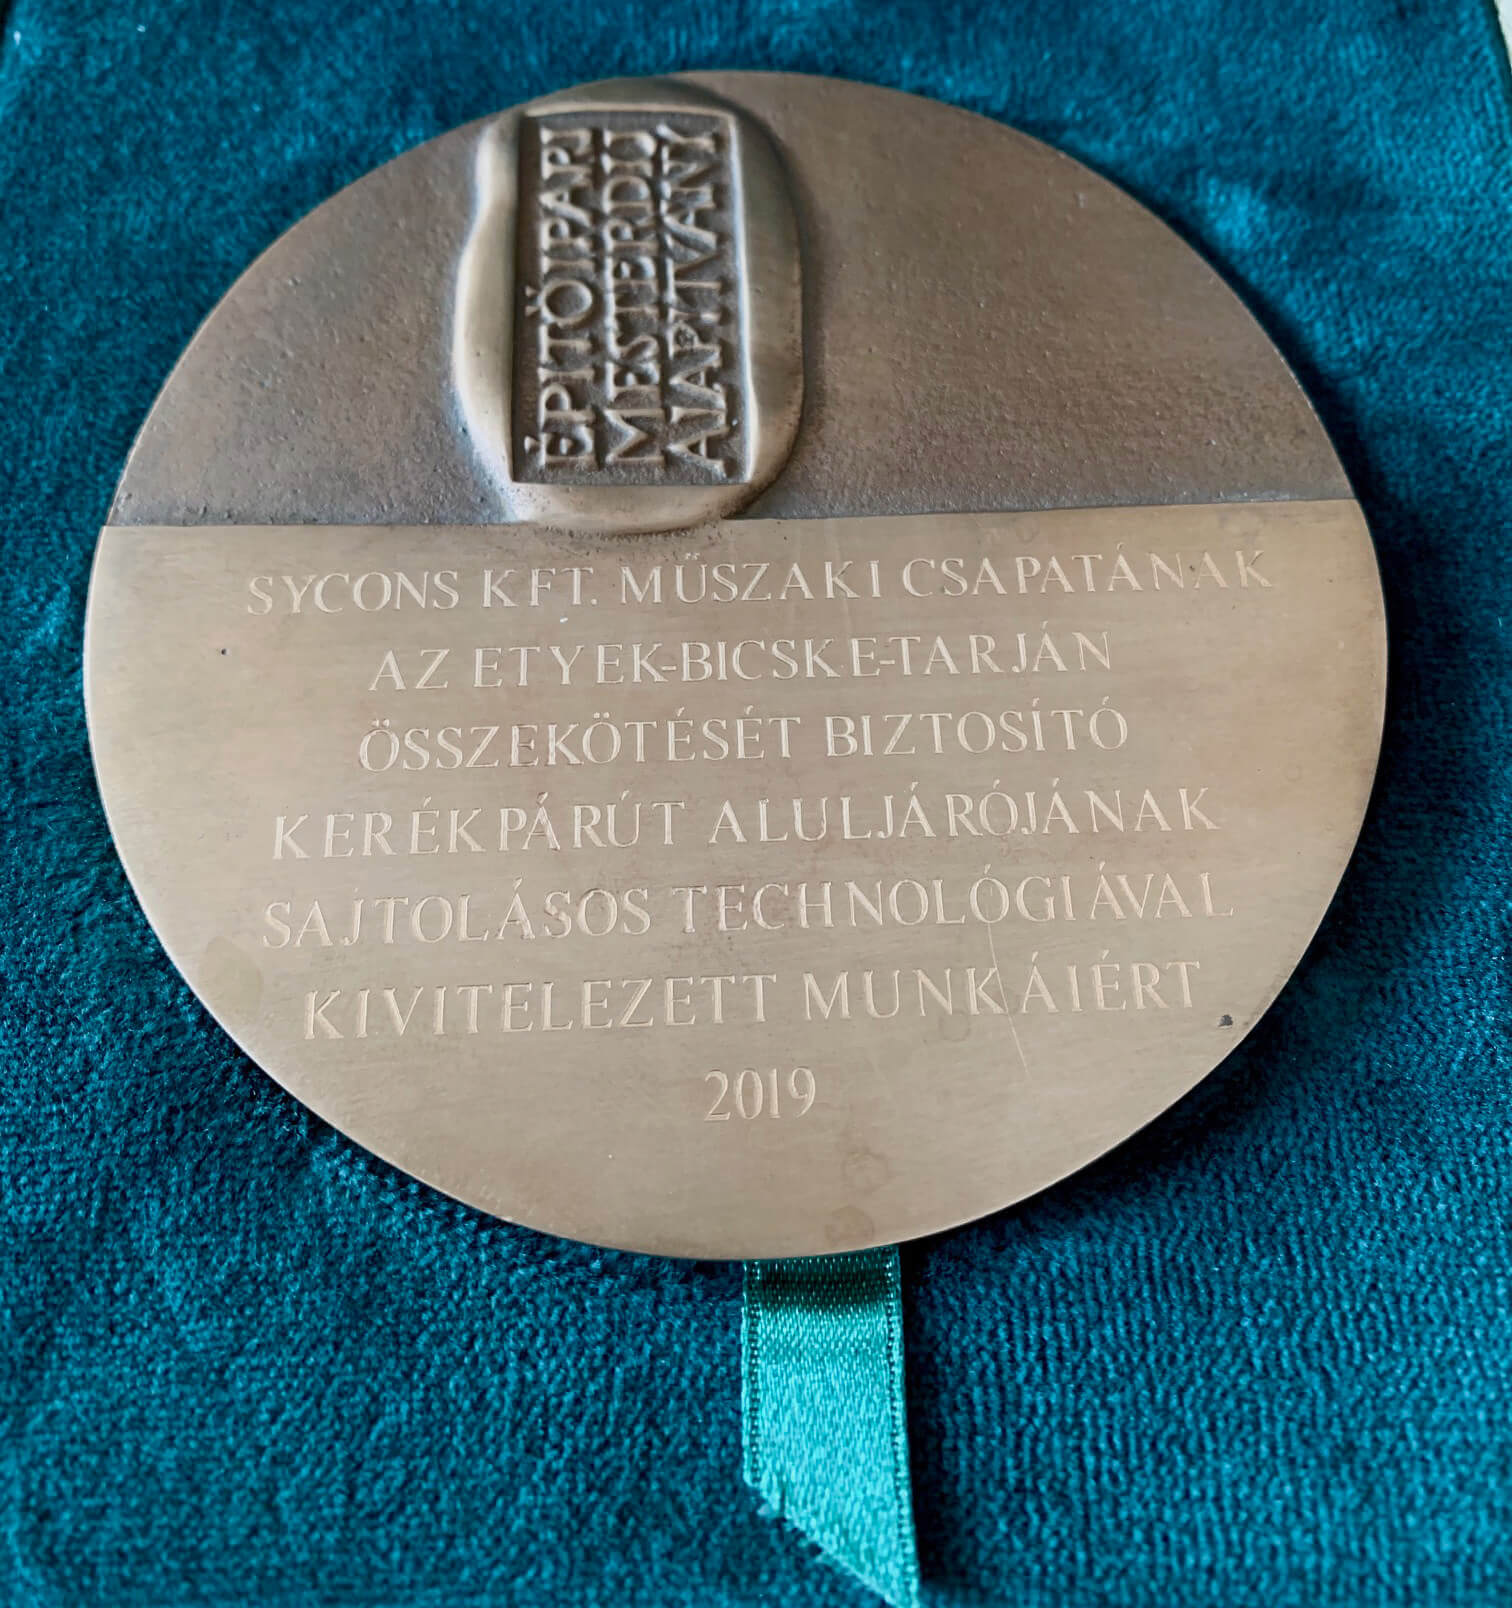 ÉPÍTŐIPARI
MESTERDÍJ
ALAPÍTVÁNY
SYCONS KFT. MŰSZAKI CSAPATÁNAK
AZ ETYEK-BICSKE-TARJÁN
ÖSSZEKÖTÉSÉT BIZTOSÍTÓ
KERÉKPÁRÚT ALULJÁRÓJÁNAK
SAJTOLÁSOS TECHNOLÓGIÁVAL
KIVITELEZETT MUNKÁIÉRT
2019